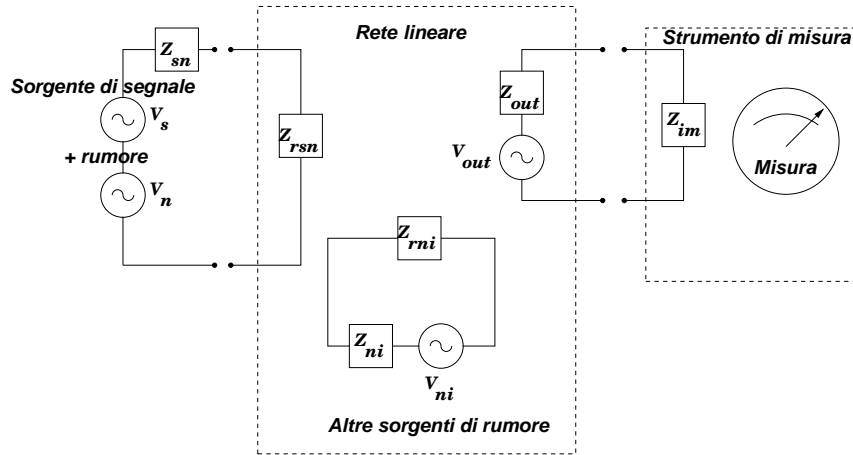 Rete lineare
Strumento di misura
Z_sn
Sorgente di segnale
V_s
+ rumore
V_n
Z_rsn
Z_out
V_out
Z_im
Misura
Z_rni
Z_ni
V_ni
Altre sorgenti di rumore